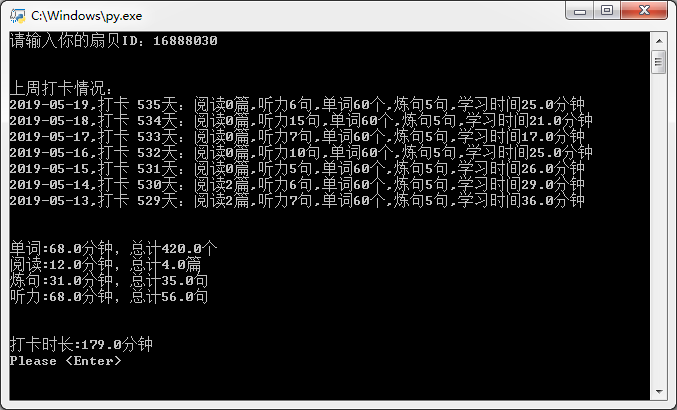 C:\Windows\py.exe
请输入你的扇贝ID：16888030
上周打卡情况：
2019-05-19,打卡 535天：阅读0篇,听力6句,单词60个,炼句5句,学习时间25.0分钟
2019-05-18,打卡 534天：阅读0篇,听力15句,单词60个,炼句5句,学习时间21.0分钟
2019-05-17,打卡 533天：阅读0篇,听力7句,单词60个,炼句5句,学习时间17.0分钟
2019-05-16,打卡 532天：阅读0篇,听力10句,单词60个,炼句5句,学习时间25.0分钟
2019-05-15,打卡 531天：阅读0篇,听力5句,单词60个,炼句5句,学习时间26.0分钟
2019-05-14,打卡 530天：阅读2篇,听力6句,单词60个,炼句5句,学习时间29.0分钟
2019-05-13,打卡 529天：阅读2篇,听力7句,单词60个,炼句5句,学习时间36.0分钟
单词:68.0分钟，总计420.0个
阅读:12.0分钟，总计4.0篇
炼句:31.0分钟，总计35.0句
听力:68.0分钟，总计56.0句
打卡时长:179.0分钟
Please <Enter>